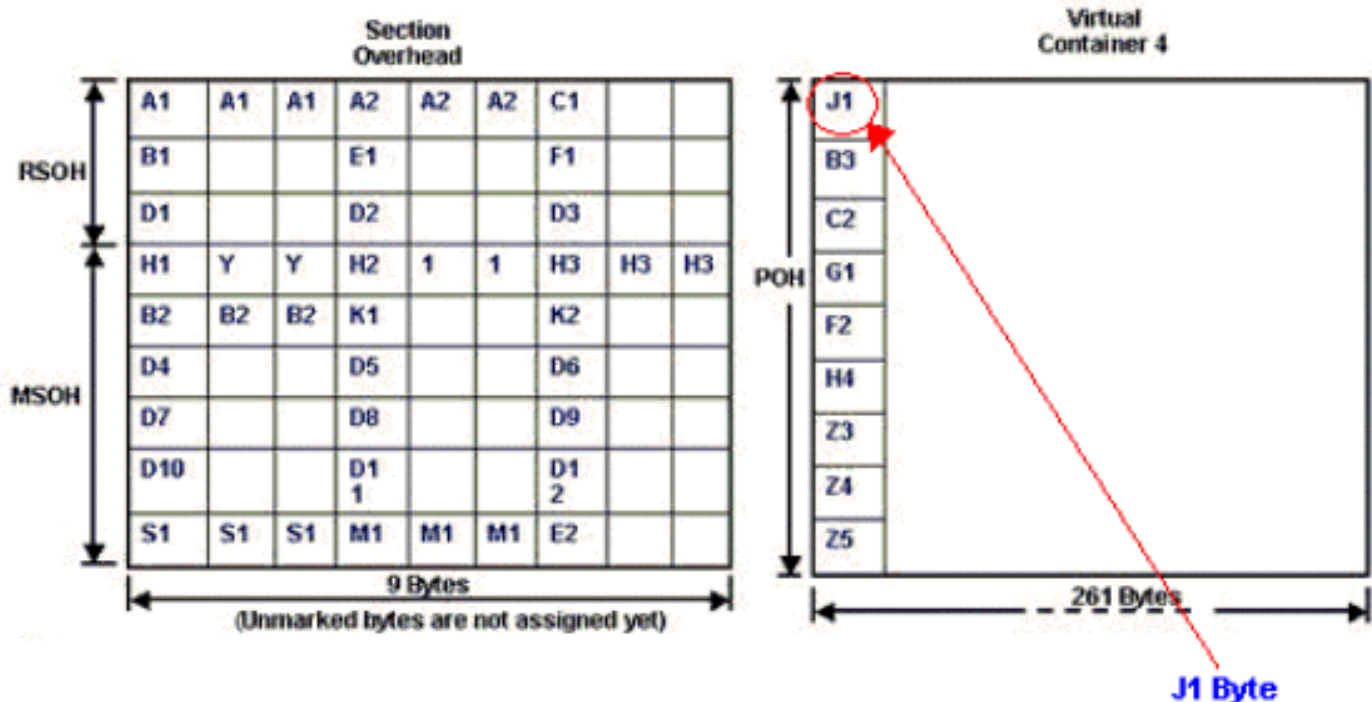 Section
Overhead
Virtual
Container 4
RSOH
MSOH
A1 A1 A1 A2 A2 A2 C1
B1 E1 F1
D1 D2 D3
H1 Y Y H2 1 1 H3 H3 H3
B2 B2 B2 K1 K2
D4 D5 D6
D7 D8 D9
D10 D1 D1
1 2
S1 S1 S1 M1 M1 M1 E2
9 Bytes
(Unmarked bytes are not assigned yet)
POH
J1
B3
C2
G1
F2
H4
Z3
Z4
Z5
261 Bytes
J1 Byte